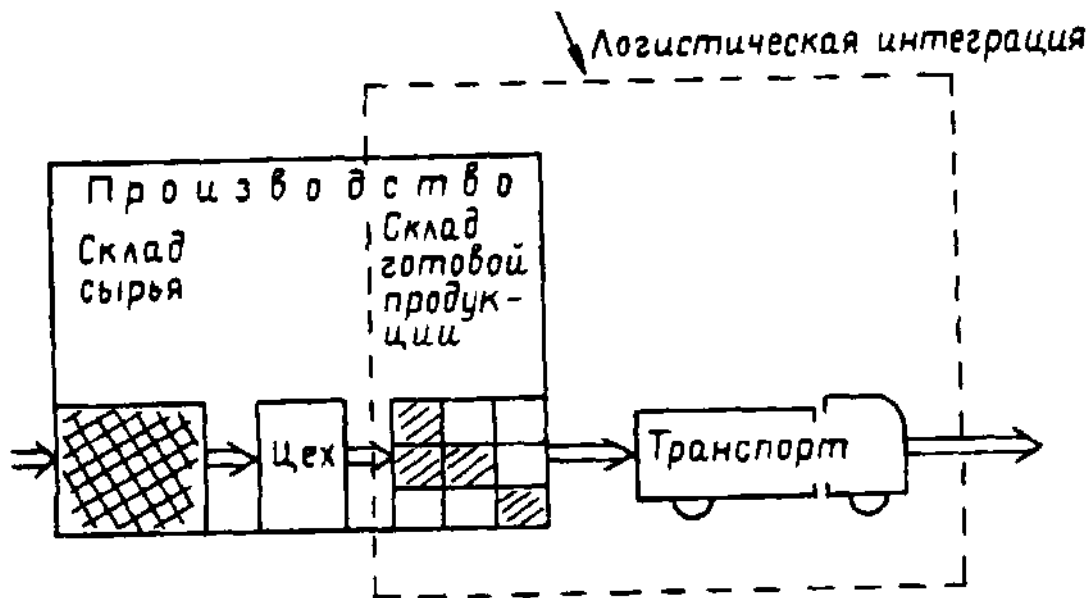 Логистическая интеграция
Производство
Склад
сырья
Склад
готовой
продук-
ции
Цех
Транспорт